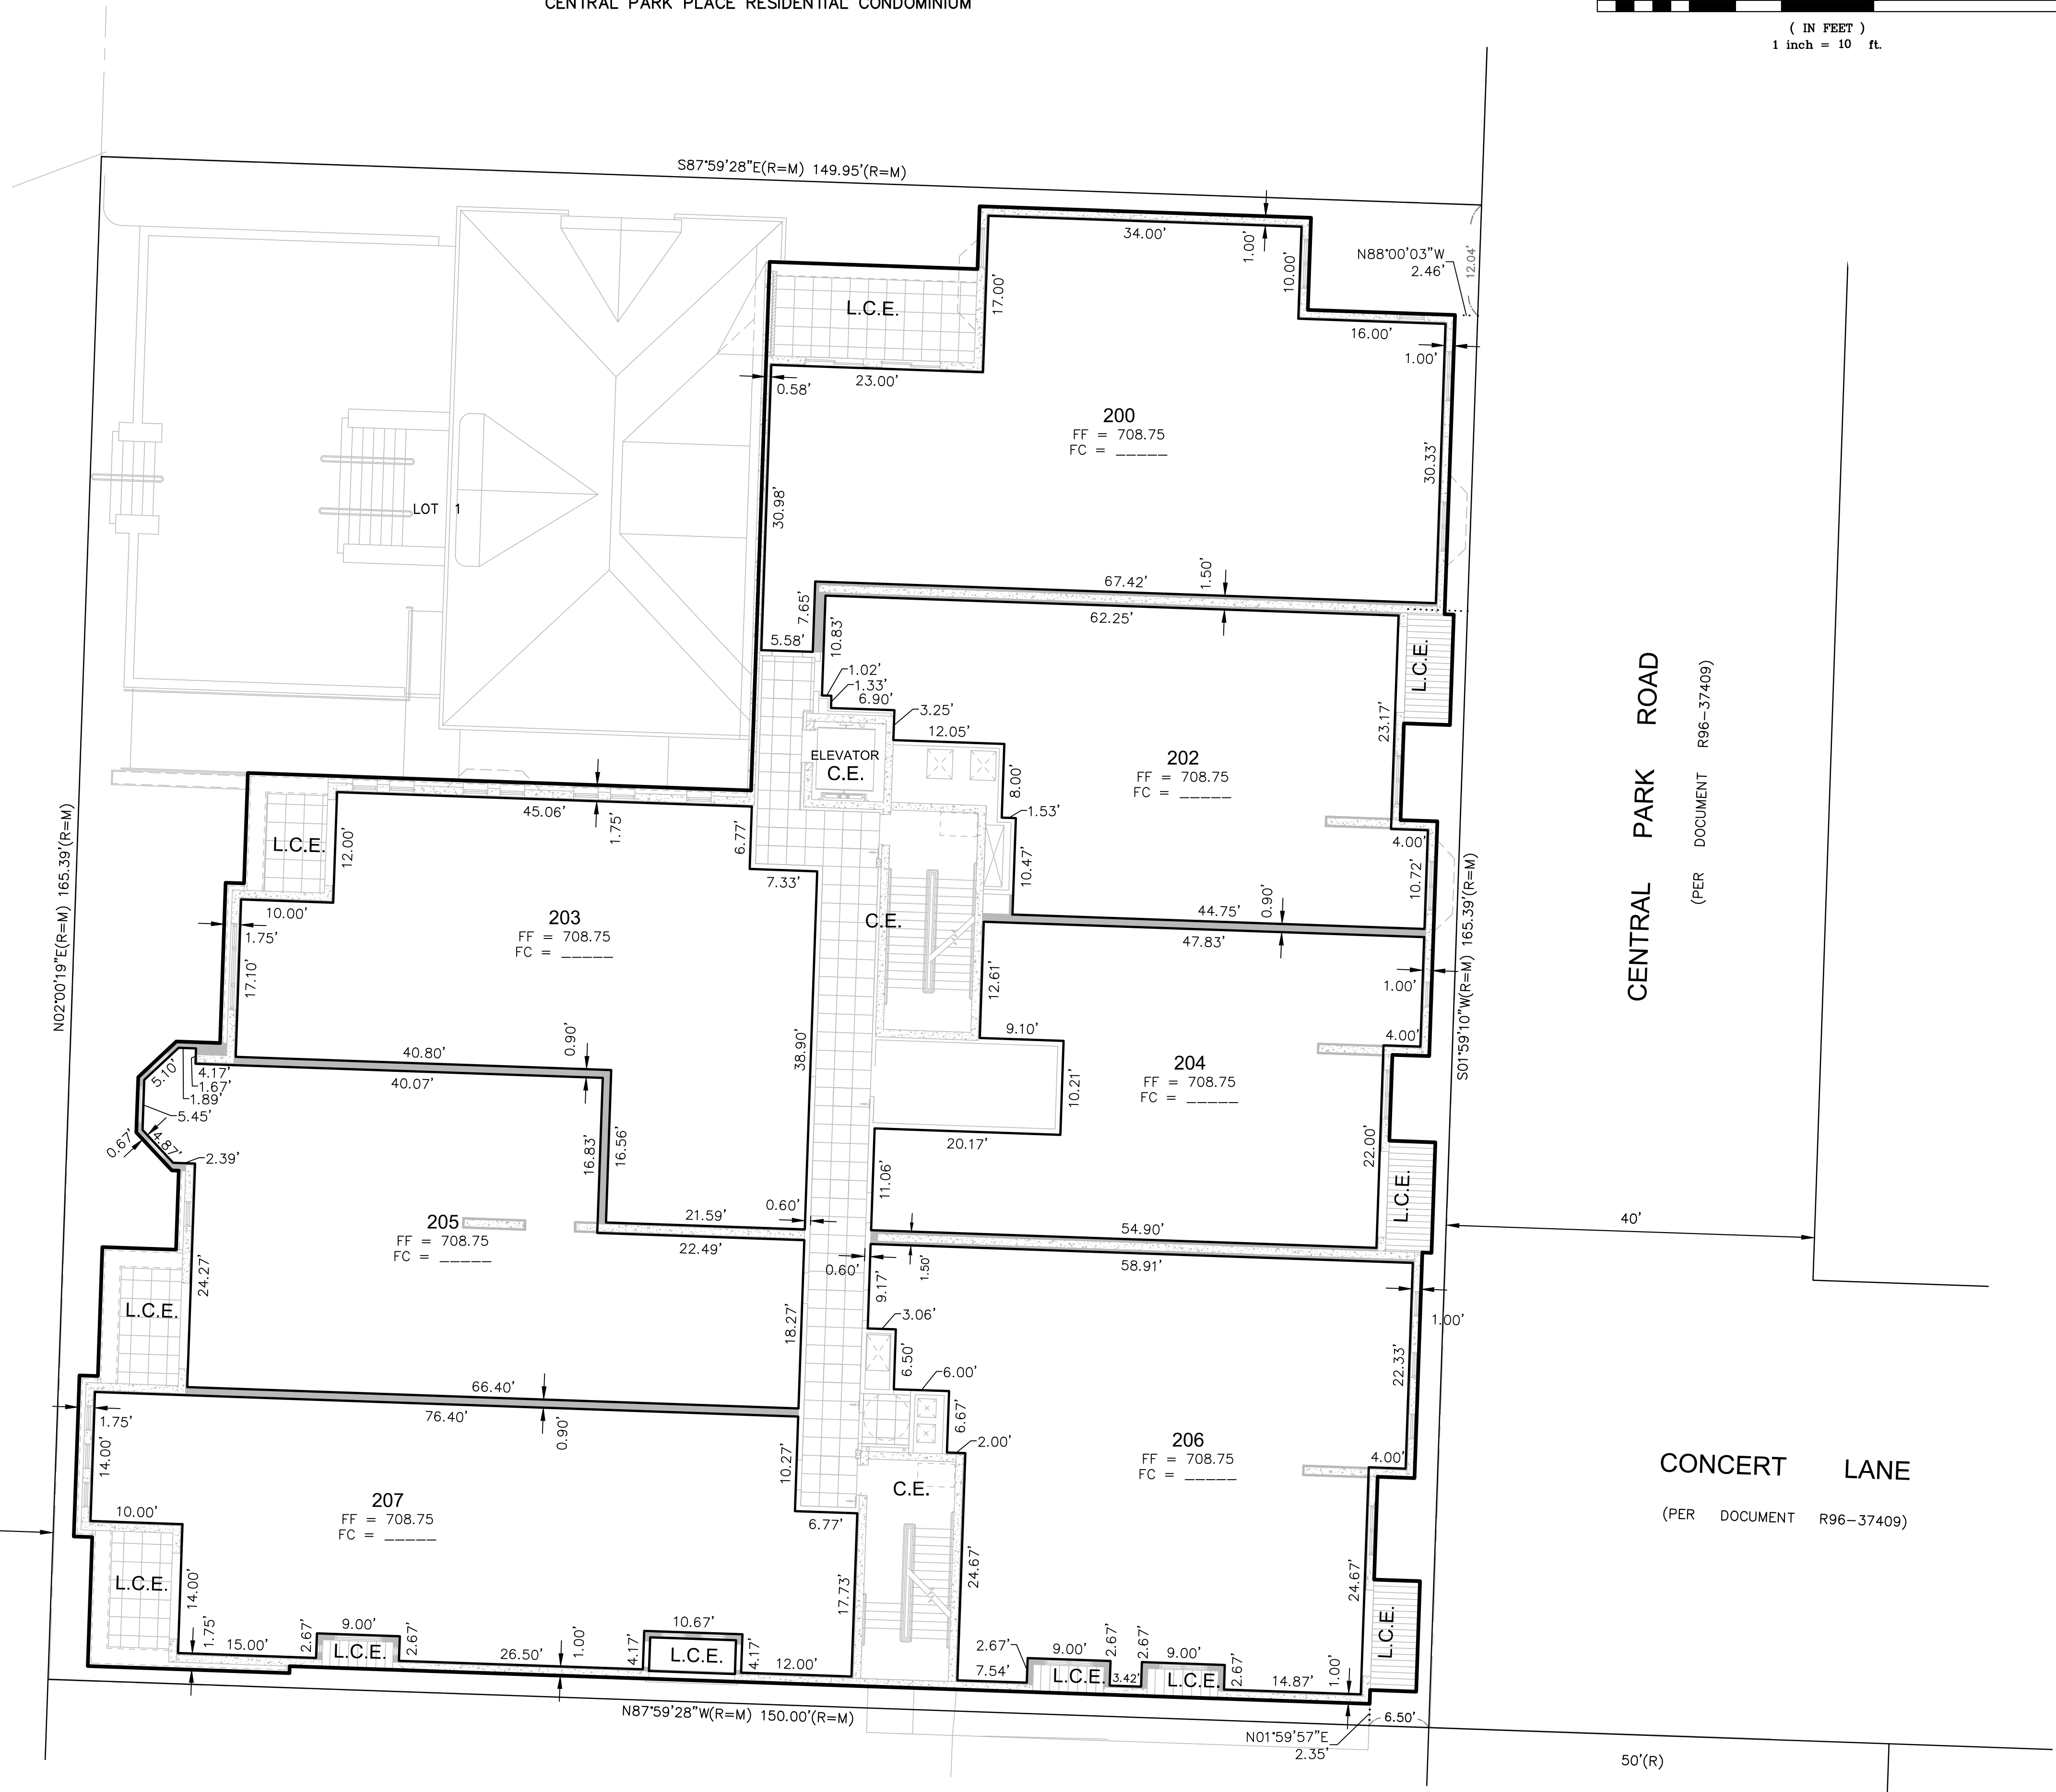 CENTRAL PARK PLACE RESIDENTIAL CONDOMINIUM
( IN FEET )
1 inch = 10 ft.
S87°59'28"E(R=M) 149.95'(R=M)
34.00'
1.00'
10.00'
N88°00'03"W
2.46'
12.04'
L.C.E.
17.00'
16.00'
1.00'
0.58'
23.00'
200
FF = 708.75
FC = _____
30.33'
30.98'
LOT 1
67.42'
1.50'
62.25'
7.65'
10.83'
5.58'
L.C.E.
1.02'
1.33'
6.90'
3.25'
12.05'
23.17'
ELEVATOR
C.E.
202
FF = 708.75
FC = _____
8.00'
1.53'
45.06'
1.75'
6.77'
L.C.E.
12.00'
4.00'
10.72'
7.33'
10.47'
44.75'
0.90'
47.83'
10.00'
1.75'
203
FF = 708.75
FC = _____
C.E.
17.10'
12.61'
1.00'
N02°00'19"E(R=M) 165.39'(R=M)
S01°59'10"W(R=M) 165.39'(R=M)
CENTRAL PARK ROAD
(PER DOCUMENT R96-37409)
9.10'
4.00'
40.80'
0.90'
38.90'
40.07'
5.10'
4.17'
1.67'
1.89'
5.45'
4.87'
0.67'
2.39'
204
FF = 708.75
FC = _____
10.21'
20.17'
16.83'
16.56'
22.00'
11.06'
L.C.E.
0.60'
21.59'
22.49'
205
FF = 708.75
FC = _____
54.90'
40'
0.60'
1.50'
58.91'
24.27'
9.17'
L.C.E.
18.27'
3.06'
1.00'
6.50'
22.33'
6.00'
66.40'
76.40'
0.90'
6.67'
1.75'
14.00'
2.00'
206
FF = 708.75
FC = _____
4.00'
10.27'
C.E.
CONCERT LANE
(PER DOCUMENT R96-37409)
207
FF = 708.75
FC = _____
10.00'
6.77'
L.C.E.
14.00'
17.73'
24.67'
24.67'
1.75'
15.00'
2.67'
9.00'
L.C.E.
2.67'
26.50'
1.00'
10.67'
4.17'
L.C.E.
4.17'
12.00'
2.67'
7.54'
9.00'
L.C.E.
2.67'
3.42'
2.67'
9.00'
L.C.E.
2.67'
14.87'
1.00'
L.C.E.
N87°59'28"W(R=M) 150.00'(R=M)
6.50'
N01°59'57"E
2.35'
50'(R)